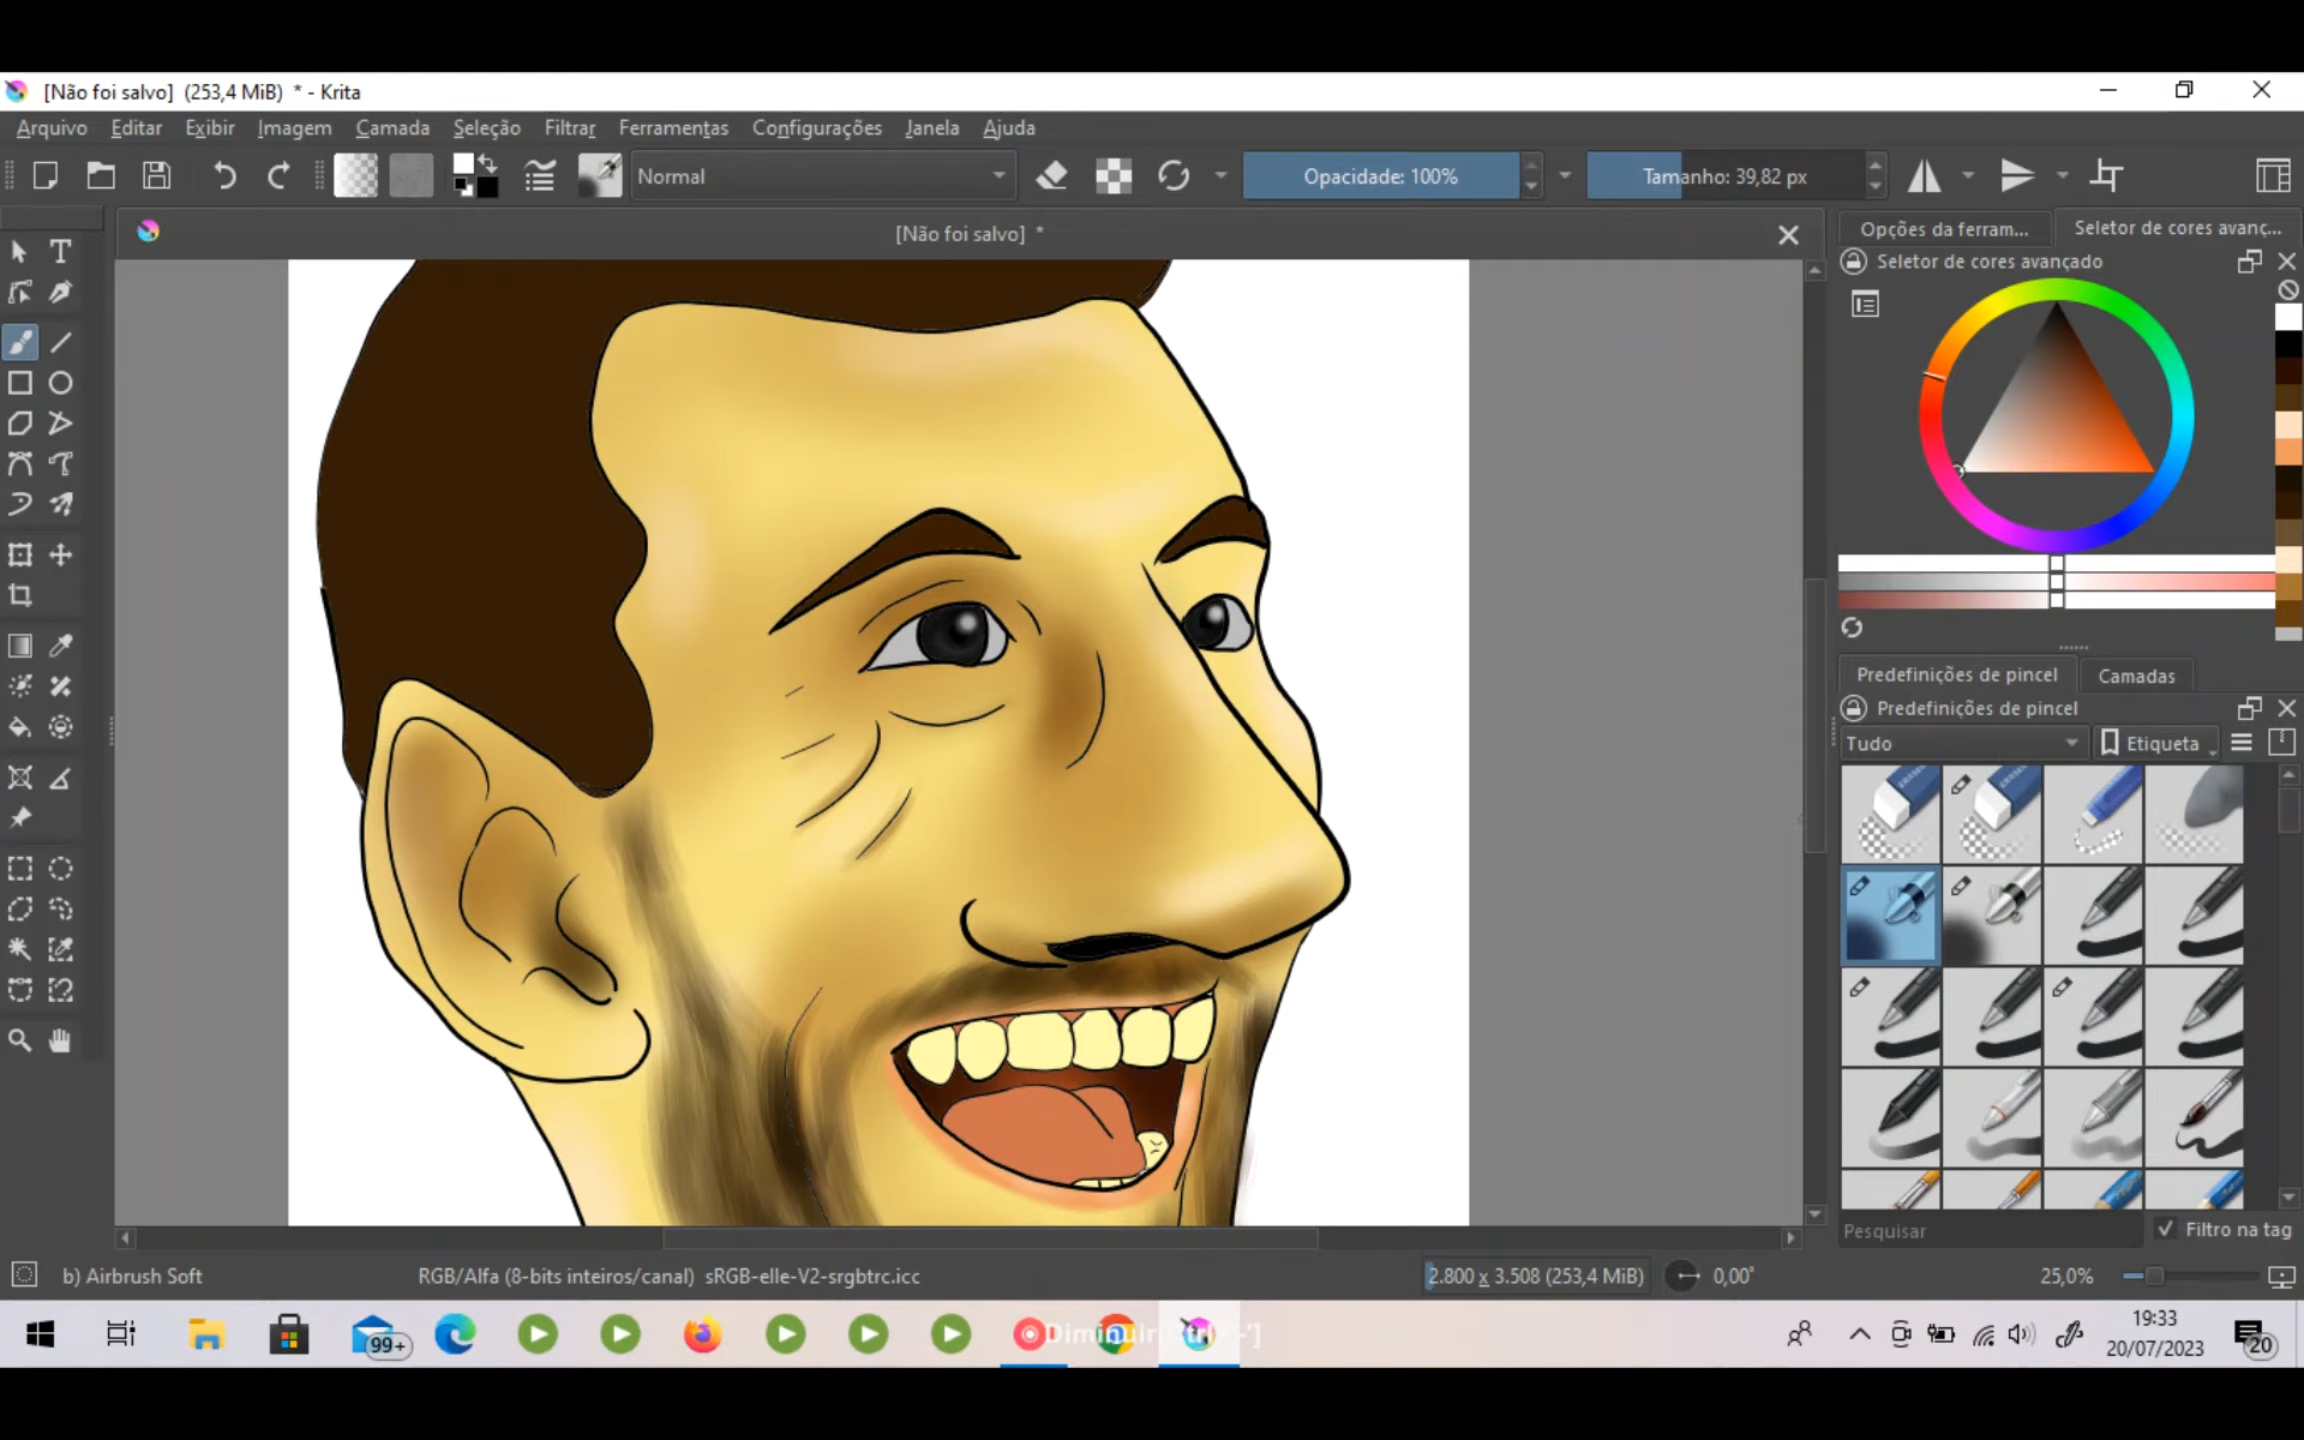 [Não foi salvo] (253,4 MiB) * - Krita
Arquivo Editar Exibir Imagem Camada Seleção Filtrar Ferramentas Configurações Janela Ajuda
Normal Opacidade: 100% Tamanho: 39,82 px
[Não foi salvo] *
Opções da ferram... Seletor de cores avanç...
Seletor de cores avançado
Predefinições de pincel Camadas
Predefinições de pincel
Tudo Etiqueta
Pesquisar Filtro na tag
b) Airbrush Soft RGB/Alfa (8-bits inteiros/canal) sRGB-elle-V2-srgbtrc.icc 2.800 x 3.508 (253,4 MiB) 0,00° 25,0%
99+ Diminuir 19:33
20/07/2023 20